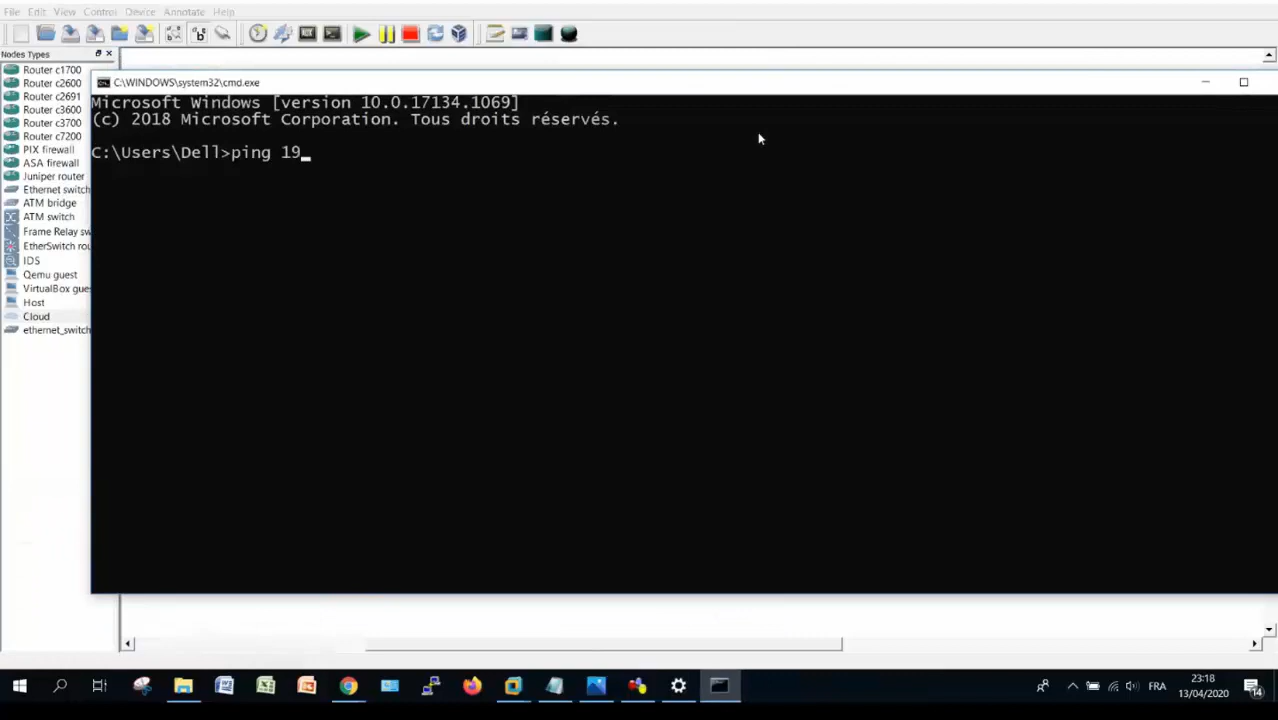 File Edit View Control Device Annotate Help
Nodes Types
Router c1700
Router c2600
Router c2691
Router c3600
Router c3700
Router c7200
PIX firewall
ASA firewall
Juniper router
Ethernet switch
ATM bridge
ATM switch
Frame Relay sw
EtherSwitch rou
IDS
Qemu guest
VirtualBox gue
Host
Cloud
ethernet_switch
C:\WINDOWS\system32\cmd.exe
Microsoft Windows [version 10.0.17134.1069]
(c) 2018 Microsoft Corporation. Tous droits réservés.
C:\Users\Dell>ping 19_
FRA
23:18
13/04/2020
14